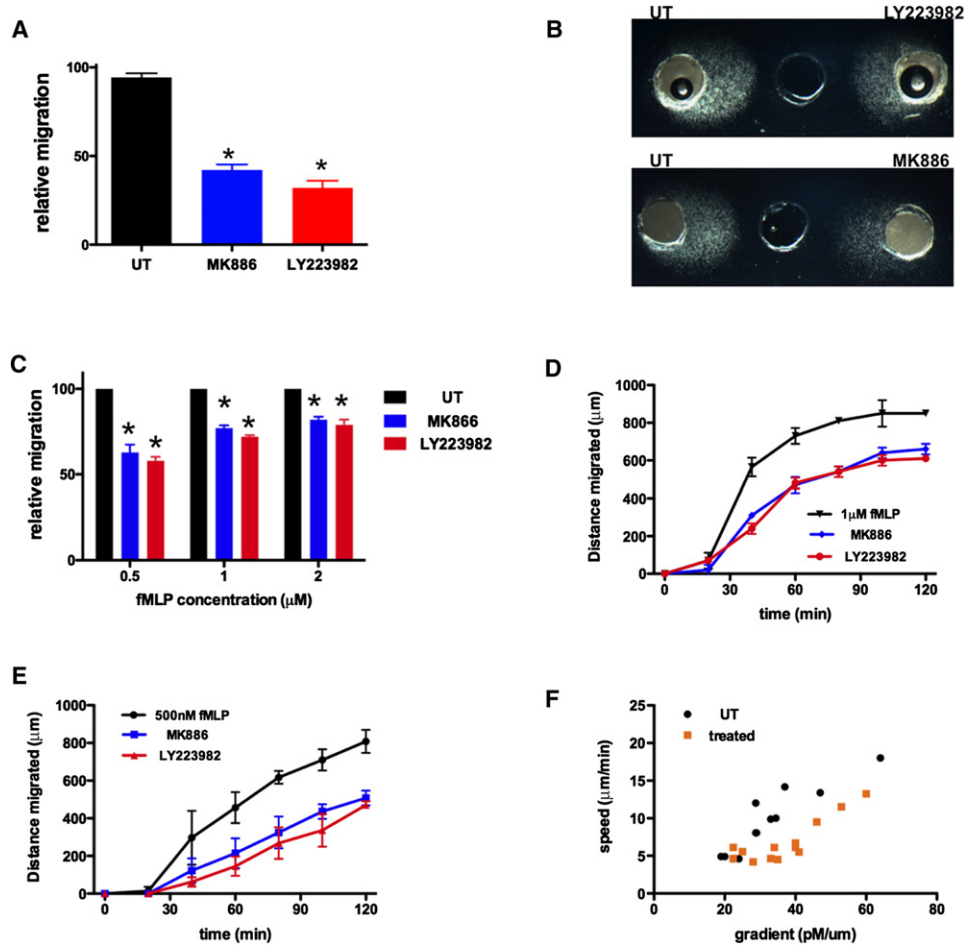 A
relative migration
100
50
0
UT
MK886
LY223982
*
*
B
UT
LY223982
UT
MK886
C
relative migration
100
50
0
*
*
*
*
*
*
0.5
1
2
fMLP concentration (μM)
UT
MK866
LY223982
D
Distance migrated (μm)
1000
800
600
400
200
0
0
30
60
90
120
time (min)
1μM fMLP
MK886
LY223982
E
Distance migrated (μm)
1000
800
600
400
200
0
0
30
60
90
120
time (min)
500nM fMLP
MK886
LY223982
F
speed (μm/min)
25
20
15
10
5
0
0
20
40
60
80
gradient (pM/um)
UT
treated